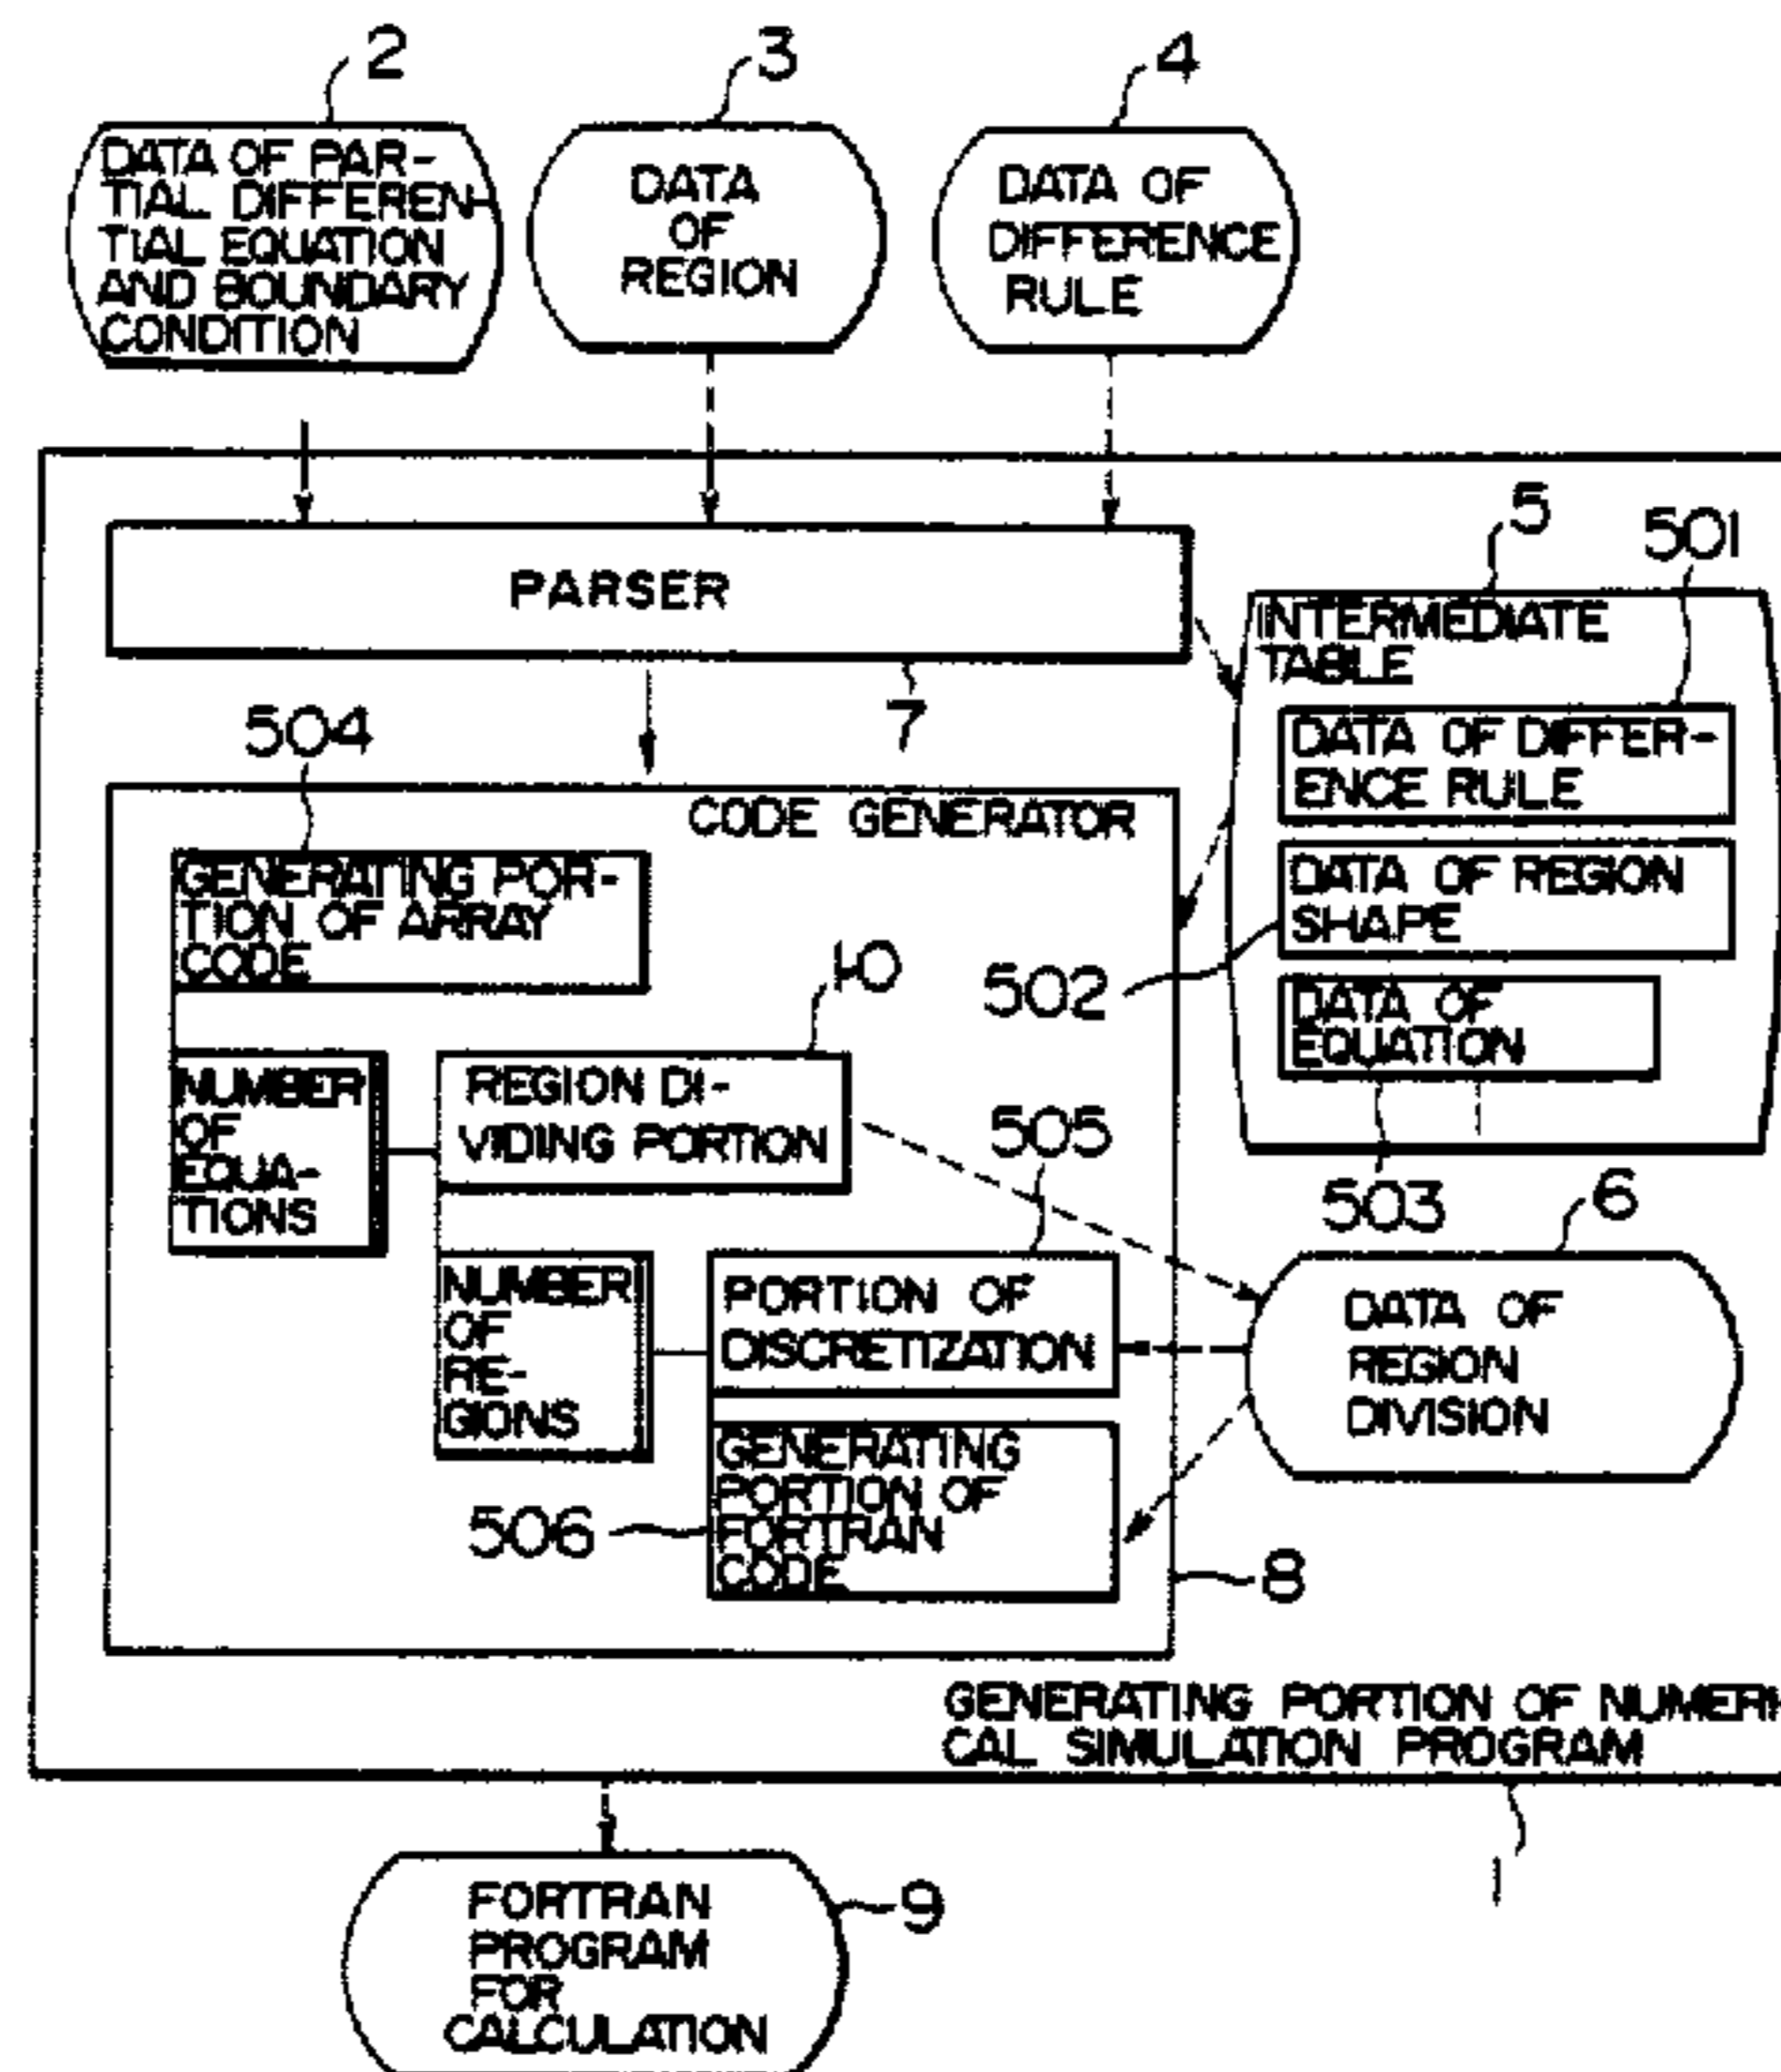 2
3
4
DATA OF PAR-
TIAL DIFFEREN-
TIAL EQUATION
AND BOUNDARY
CONDITION
DATA
OF
REGION
DATA OF
DIFFERENCE
RULE
PARSER
7
5
501
INTERMEDIATE
TABLE
DATA OF DIFFER-
ENCE RULE
DATA OF REGION
SHAPE
502
DATA OF
EQUATION
503
504
CODE GENERATOR
GENERATING POR-
TION OF ARRAY
CODE
10
NUMBER
OF
EQUA-
TIONS
REGION DI-
VIDING PORTION
505
6
NUMBER
OF
RE-
GIONS
PORTION OF
DISCRETIZATION
DATA OF
REGION
DIVISION
506
GENERATING
PORTION OF
FORTRAN
CODE
8
GENERATING PORTION OF NUMERI-
CAL SIMULATION PROGRAM
1
FORTRAN
PROGRAM
FOR
CALCULATION
9